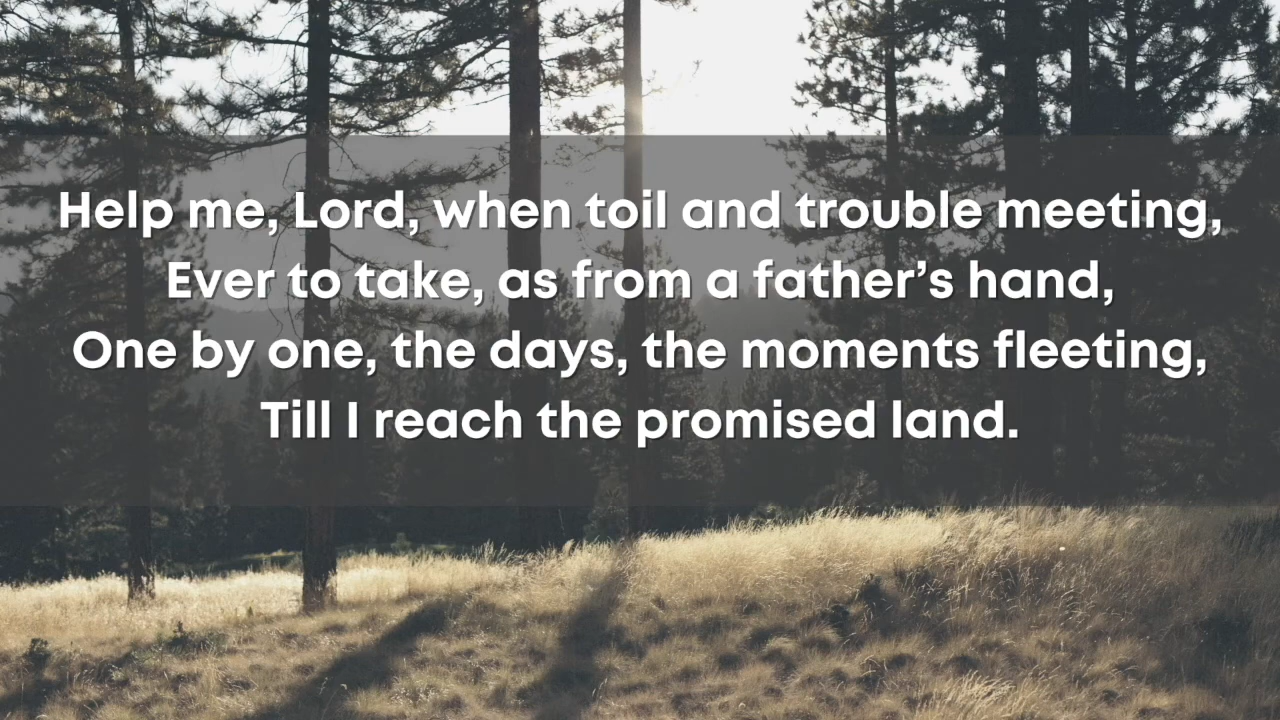 Help me, Lord, when toil and trouble meeting,
Ever to take, as from a father’s hand,
One by one, the days, the moments fleeting,
Till I reach the promised land.